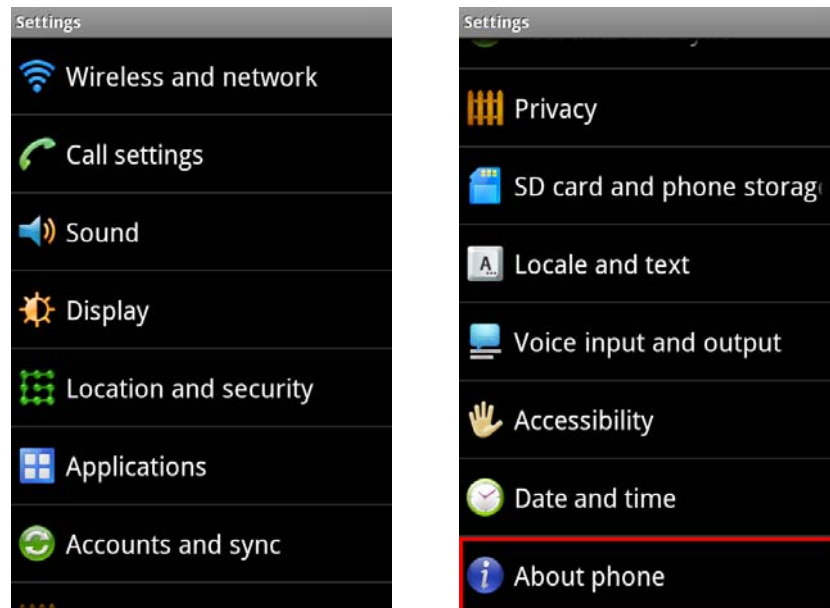 Settings
Wireless and network
Call settings
Sound
Display
Location and security
Applications
Accounts and sync
Settings
Privacy
SD card and phone storag
A...
Locale and text
Voice input and output
Accessibility
Date and time
i
About phone